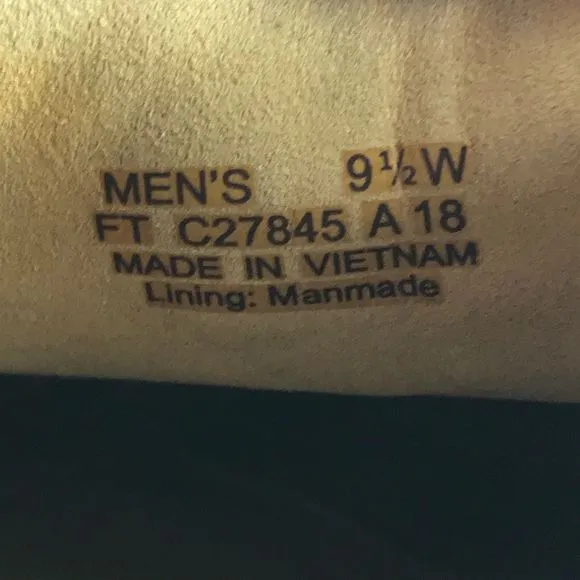 MEN'S 9½W
FT C27845 A 18
MADE IN VIETNAM
Lining: Manmade